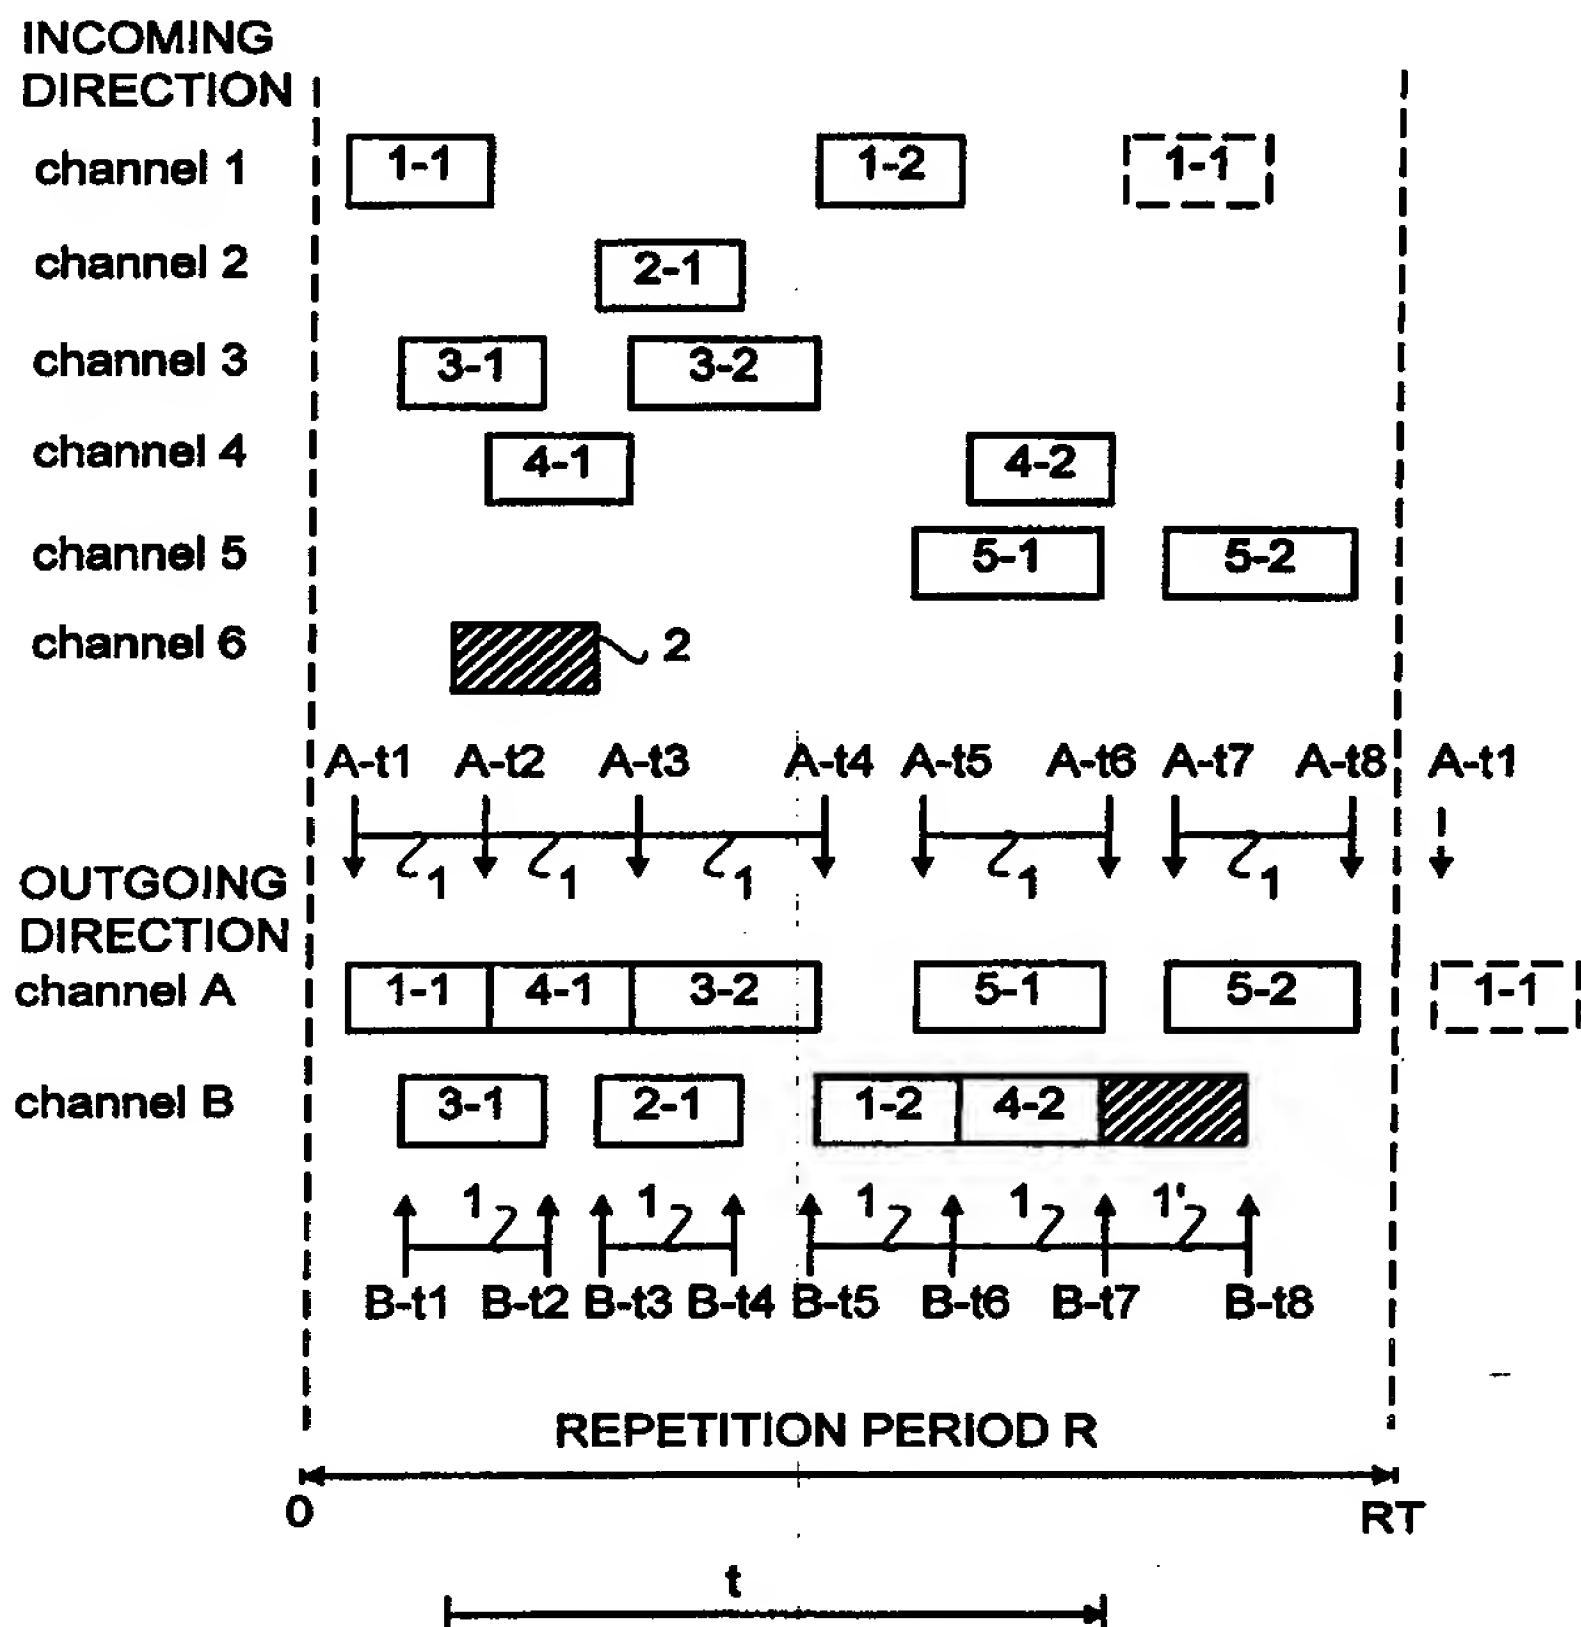 INCOMING
DIRECTION
channel 1 1-1 1-2 1-1
channel 2 2-1
channel 3 3-1 3-2
channel 4 4-1 4-2
channel 5 5-1 5-2
channel 6 2
A-t1 A-t2 A-t3 A-t4 A-t5 A-t6 A-t7 A-t8 A-t1
1 1 1 1 1
OUTGOING
DIRECTION
channel A 1-1 4-1 3-2 5-1 5-2 1-1
channel B 3-1 2-1 1-2 4-2
1 1 1 1 1'
B-t1 B-t2 B-t3 B-t4 B-t5 B-t6 B-t7 B-t8
REPETITION PERIOD R
0 RT
t